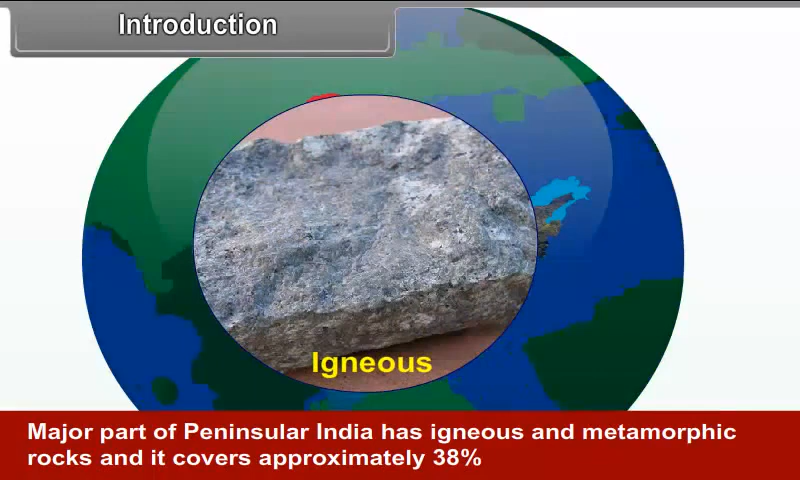 Introduction
Igneous
Major part of Peninsular India has igneous and metamorphic
rocks and it covers approximately 38%